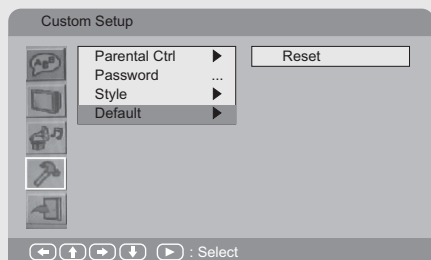 Custom Setup
Parental Ctrl
Password ...
Style
Default
Reset
: Select